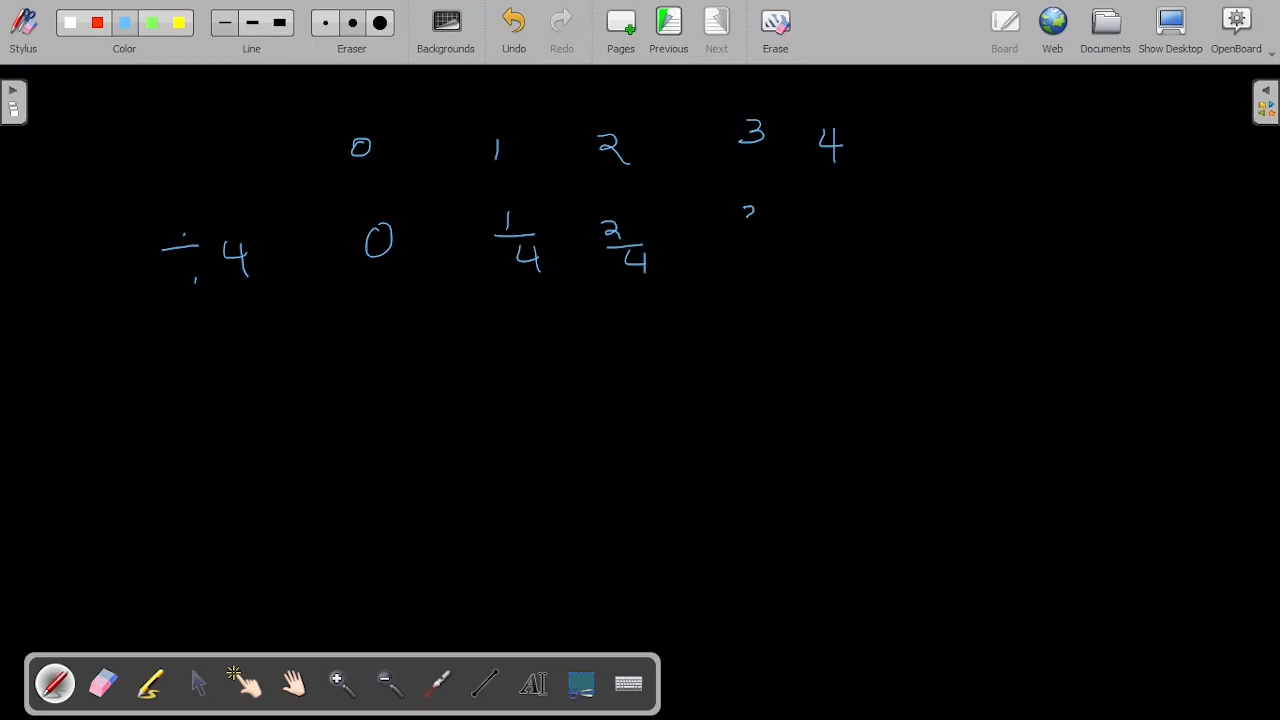 Stylus Color Line Eraser Backgrounds Undo Redo Pages Previous Next Erase Board Web Documents Show Desktop OpenBoard
0 1 2 3 4
÷ 4 0 1/4 2/4
AI